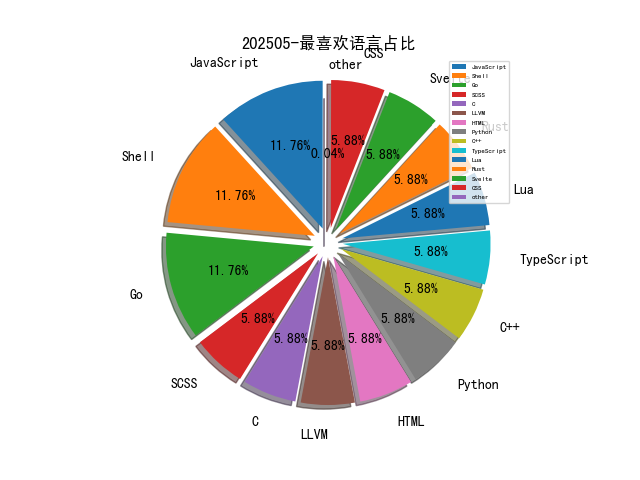 202505-最喜欢语言占比
JavaScript
Shell
Go
SCSS
C
LLVM
HTML
Python
C++
TypeScript
Lua
Rust
Svelte
CSS
other
11.76%
11.76%
11.76%
5.88%
5.88%
5.88%
5.88%
5.88%
5.88%
5.88%
5.88%
5.88%
5.88%
5.88%
0.04%
JavaScript
Shell
Go
SCSS
C
LLVM
HTML
Python
C++
TypeScript
Lua
Rust
Svelte
CSS
other